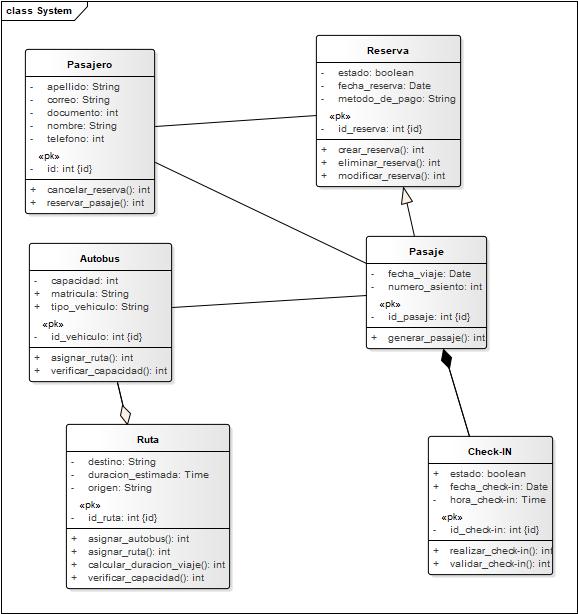 class System
Pasajero
- apellido: String
- correo: String
- documento: int
- nombre: String
- telefono: int
«pk»
- id: int {id}
+ cancelar_reserva(): int
+ reservar_pasaje(): int
Reserva
- estado: boolean
- fecha_reserva: Date
- metodo_de_pago: String
«pk»
- id_reserva: int {id}
+ crear_reserva(): int
+ eliminar_reserva(): int
+ modificar_reserva(): int
Autobus
- capacidad: int
+ matricula: String
+ tipo_vehiculo: String
«pk»
- id_vehiculo: int {id}
+ asignar_ruta(): int
+ verificar_capacidad(): int
Pasaje
- fecha_viaje: Date
- numero_asiento: int
«pk»
- id_pasaje: int {id}
+ generar_pasaje(): int
Ruta
- destino: String
- duracion_estimada: Time
- origen: String
«pk»
- id_ruta: int {id}
+ asignar_autobus(): int
+ asignar_ruta(): int
+ calcular_duracion_viaje(): int
+ verificar_capacidad(): int
Check-IN
+ estado: boolean
+ fecha_check-in: Date
- hora_check-in: Time
«pk»
- id_check-in: int {id}
+ realizar_check-in(): int
+ validar_check-in(): int